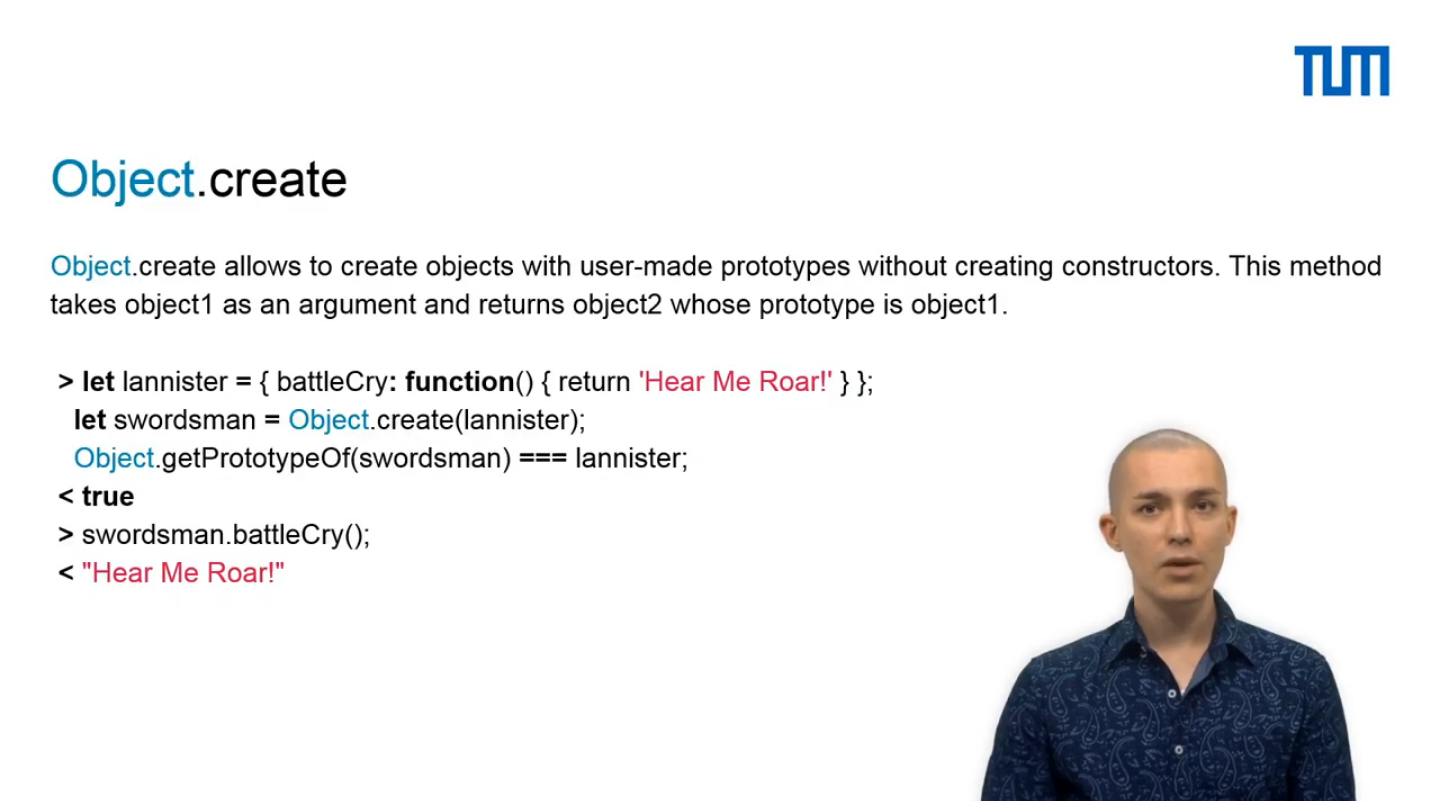 TUM
Object.create
Object.create allows to create objects with user-made prototypes without creating constructors. This method
takes object1 as an argument and returns object2 whose prototype is object1.
> let lannister = { battleCry: function() { return 'Hear Me Roar!' } };
let swordsman = Object.create(lannister);
Object.getPrototypeOf(swordsman) === lannister;
< true
> swordsman.battleCry();
< "Hear Me Roar!"